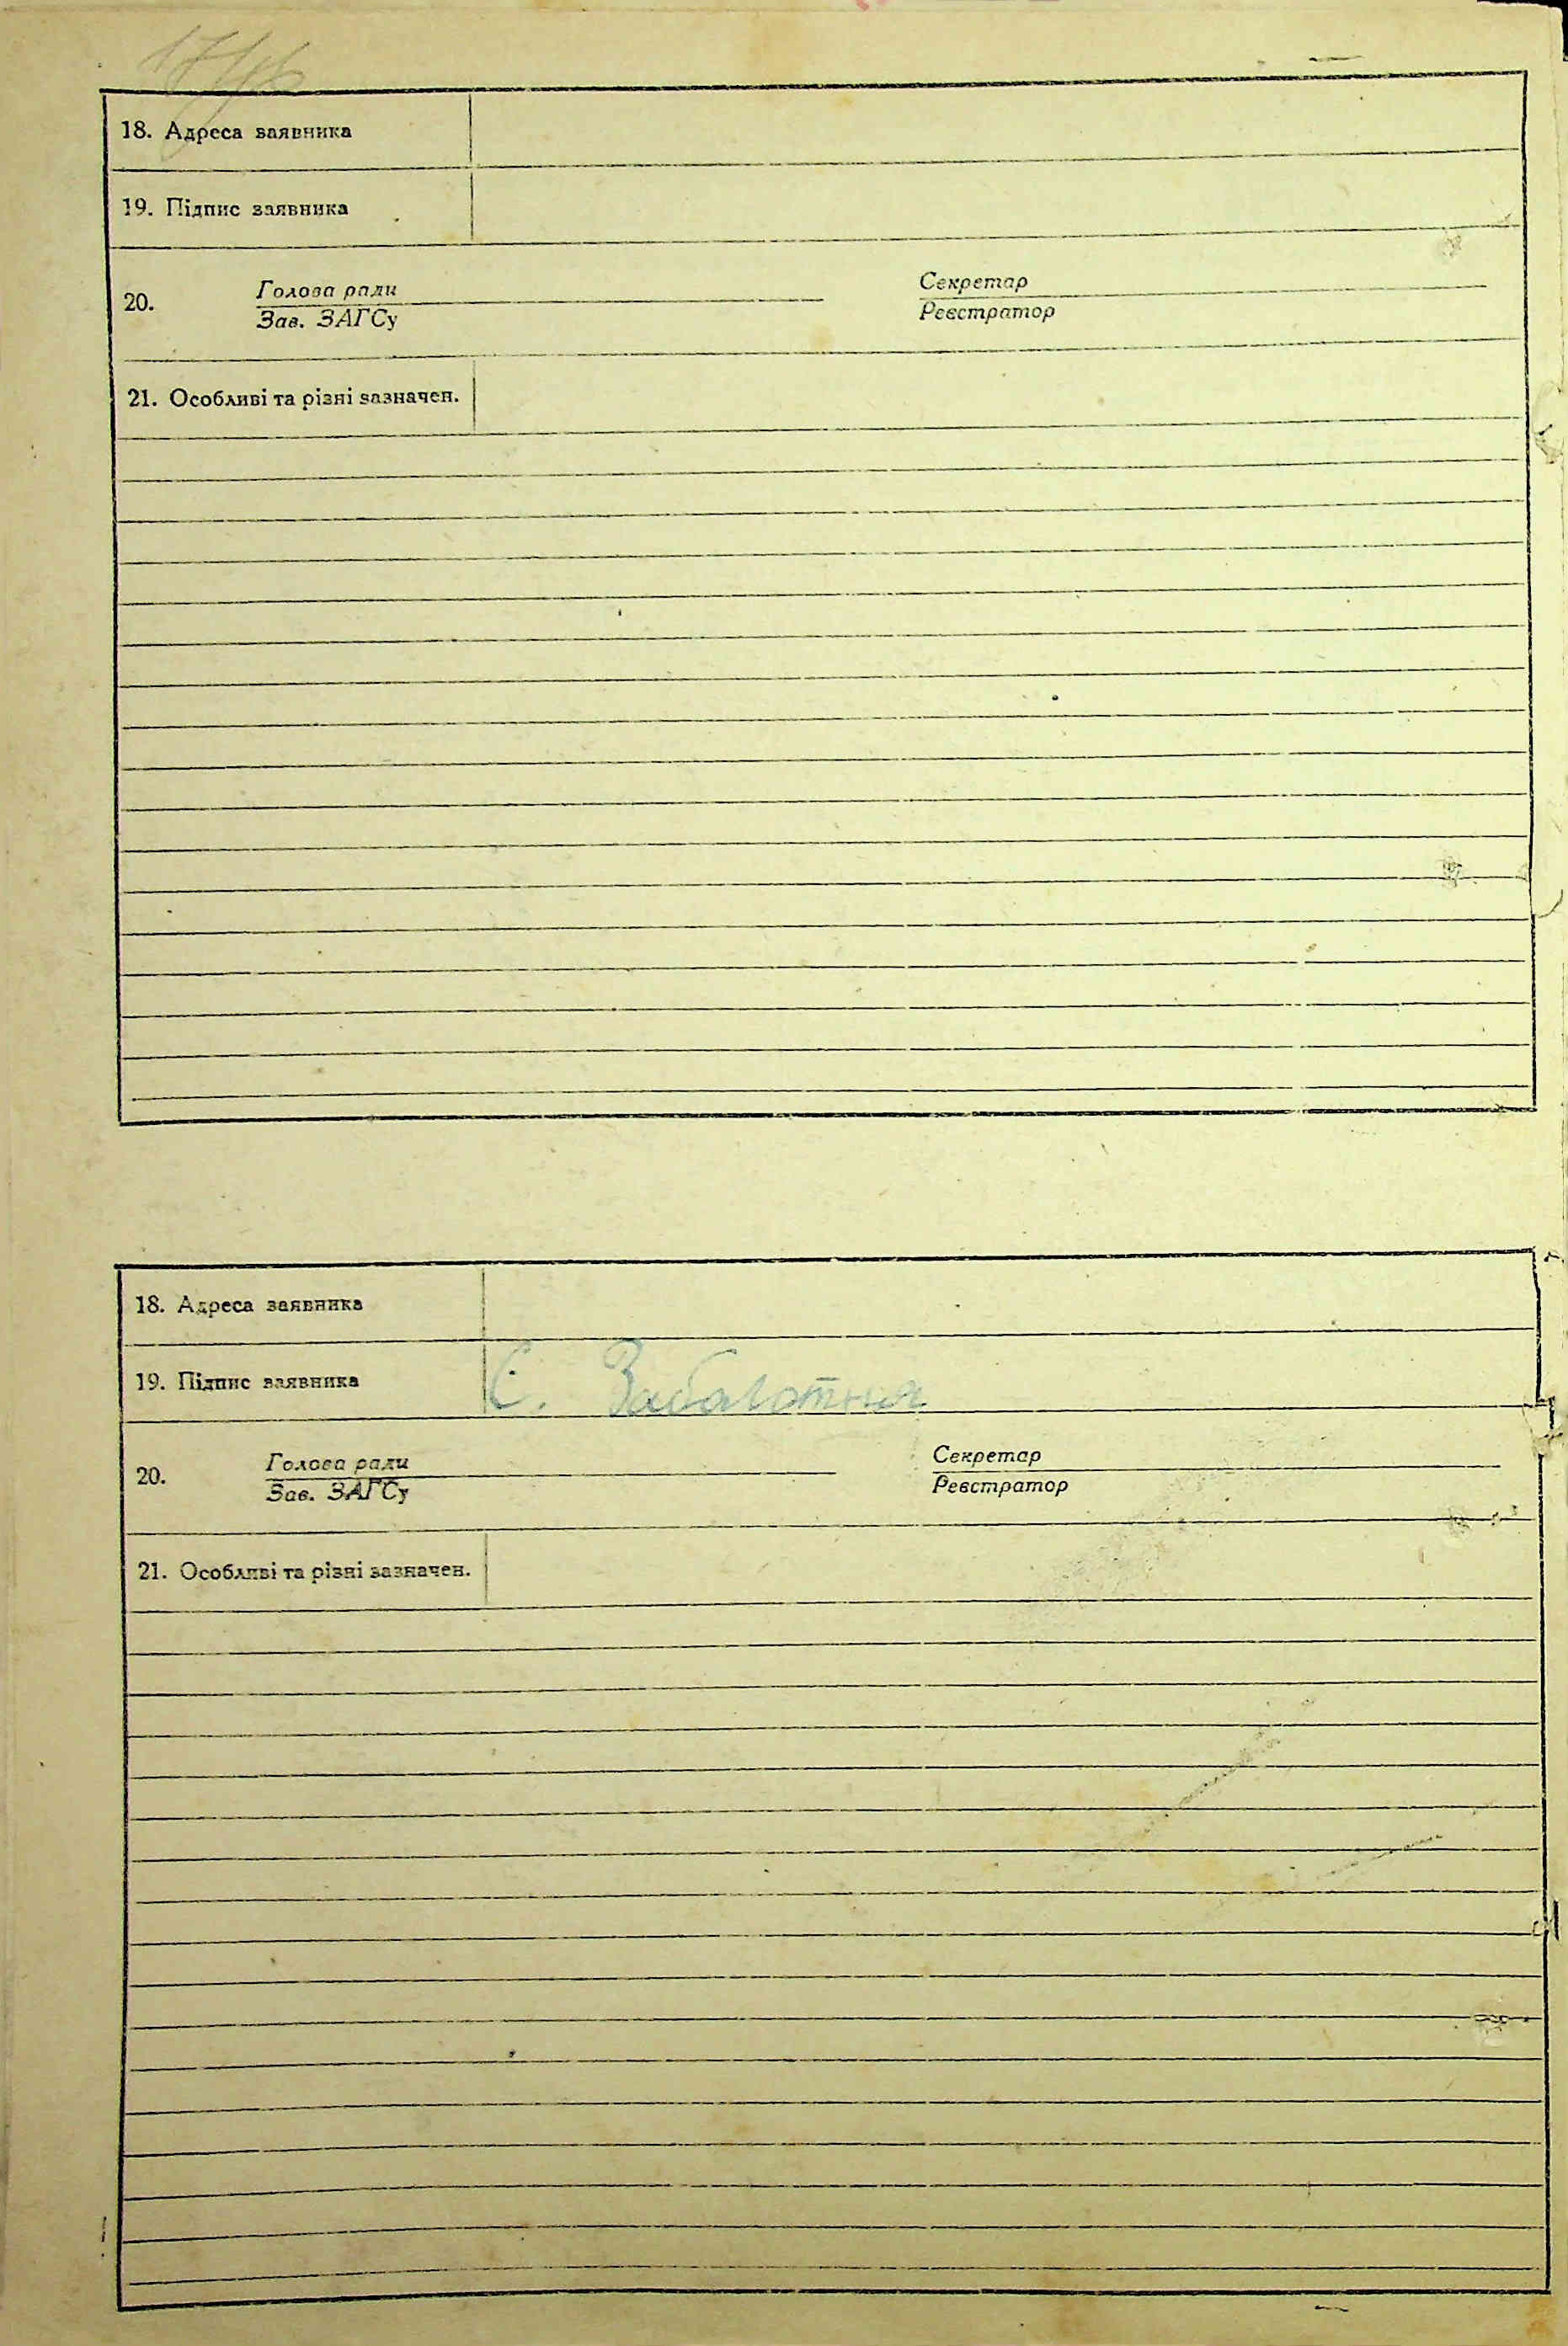 18. Адреса заявника
19. Підпис заявника
20. Голова ради Секретар
Зав. ЗАГСу Реєстратор
21. Особливі та різні зазначен.
18. Адреса заявника
19. Підпис заявника Є. Забалотня
20. Голова ради Секретар
Зав. ЗАГСу Реєстратор
21. Особливі та різні зазначен.